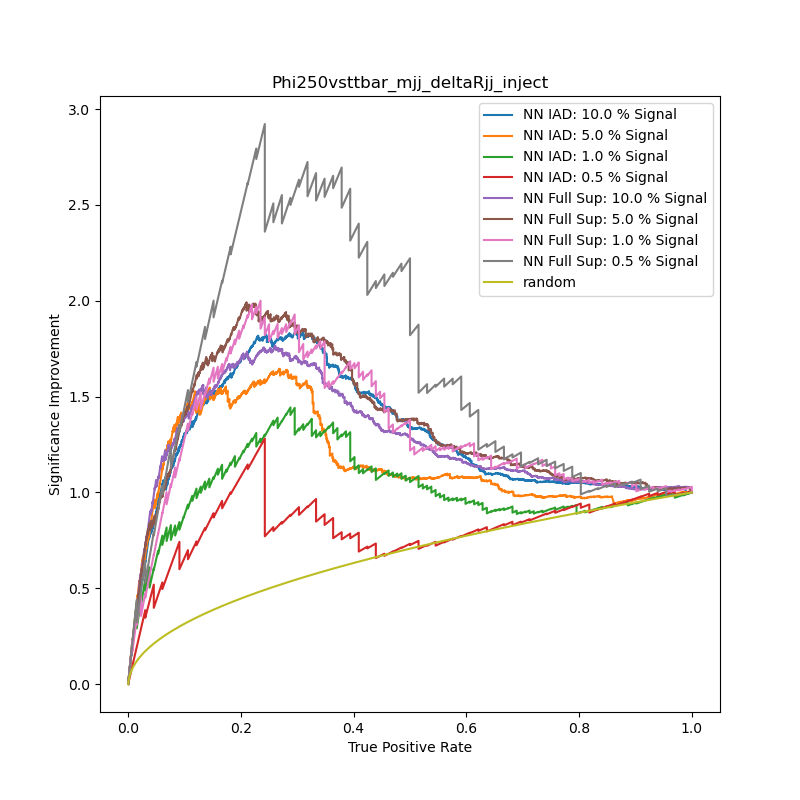 Phi250vsttbar_mjj_deltaRjj_inject
3.0
2.5
2.0
1.5
1.0
0.5
0.0
Significance Improvement
NN IAD: 10.0 % Signal
NN IAD: 5.0 % Signal
NN IAD: 1.0 % Signal
NN IAD: 0.5 % Signal
NN Full Sup: 10.0 % Signal
NN Full Sup: 5.0 % Signal
NN Full Sup: 1.0 % Signal
NN Full Sup: 0.5 % Signal
random
0.0 0.2 0.4 0.6 0.8 1.0
True Positive Rate